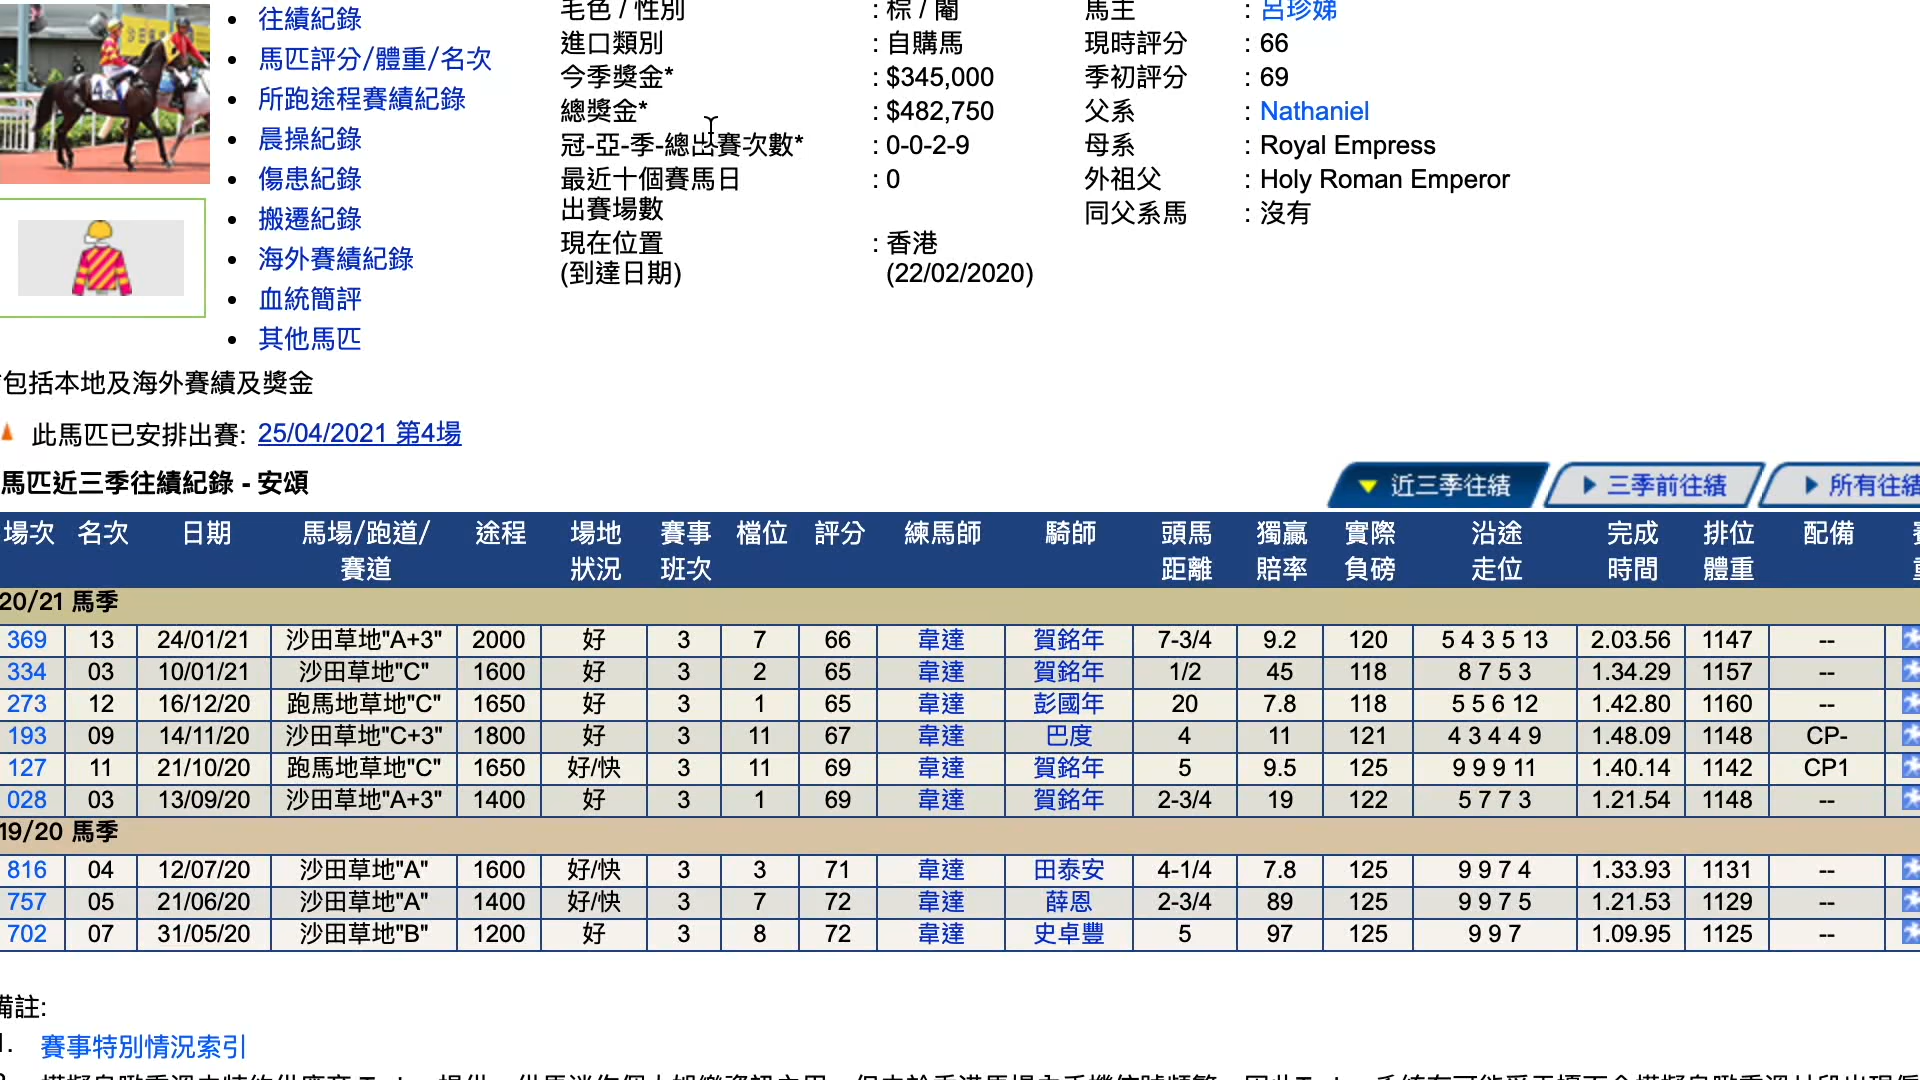 往績紀錄
馬匹評分/體重/名次
所跑途程賽績紀錄
晨操紀錄
傷患紀錄
搬遷紀錄
海外賽績紀錄
血統簡評
其他馬匹
毛色 / 性別 : 棕 / 閹
進口類別 : 自購馬
今季獎金* : $345,000
總獎金* : $482,750
冠-亞-季-總出賽次數* : 0-0-2-9
最近十個賽馬日 : 0
出賽場數
現在位置 : 香港
(到達日期) (22/02/2020)
馬主 : 呂珍娣
現時評分 : 66
季初評分 : 69
父系 : Nathaniel
母系 : Royal Empress
外祖父 : Holy Roman Emperor
同父系馬 : 沒有
包括本地及海外賽績及獎金
此馬匹已安排出賽: 25/04/2021 第4場
馬匹近三季往績紀錄 - 安頌
近三季往績 三季前往績 所有往績
場次 名次 日期 馬場/跑道/ 途程 場地 賽事 檔位 評分 練馬師 騎師 頭馬 獨贏 實際 沿途 完成 排位 配備
賽道 狀況 班次 距離 賠率 負磅 走位 時間 體重
20/21 馬季
369 13 24/01/21 沙田草地"A+3" 2000 好 3 7 66 韋達 賀銘年 7-3/4 9.2 120 5 4 3 5 13 2.03.56 1147 --
334 03 10/01/21 沙田草地"C" 1600 好 3 2 65 韋達 賀銘年 1/2 45 118 8 7 5 3 1.34.29 1157 --
273 12 16/12/20 跑馬地草地"C" 1650 好 3 1 65 韋達 彭國年 20 7.8 118 5 5 6 12 1.42.80 1160 --
193 09 14/11/20 沙田草地"C+3" 1800 好 3 11 67 韋達 巴度 4 11 121 4 3 4 4 9 1.48.09 1148 CP-
127 11 21/10/20 跑馬地草地"C" 1650 好/快 3 11 69 韋達 賀銘年 5 9.5 125 9 9 9 11 1.40.14 1142 CP1
028 03 13/09/20 沙田草地"A+3" 1400 好 3 1 69 韋達 賀銘年 2-3/4 19 122 5 7 7 3 1.21.54 1148 --
19/20 馬季
816 04 12/07/20 沙田草地"A" 1600 好/快 3 3 71 韋達 田泰安 4-1/4 7.8 125 9 9 7 4 1.33.93 1131 --
757 05 21/06/20 沙田草地"A" 1400 好/快 3 7 72 韋達 薛恩 2-3/4 89 125 9 9 7 5 1.21.53 1129 --
702 07 31/05/20 沙田草地"B" 1200 好 3 8 72 韋達 史卓豐 5 97 125 9 9 7 1.09.95 1125 --
備註:
1. 賽事特別情況索引